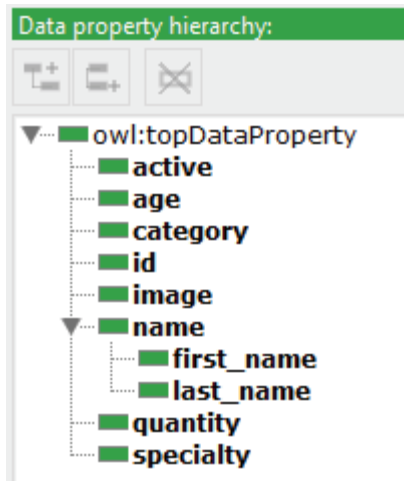 Data property hierarchy:
owl:topDataProperty
active
age
category
id
image
name
first_name
last_name
quantity
specialty